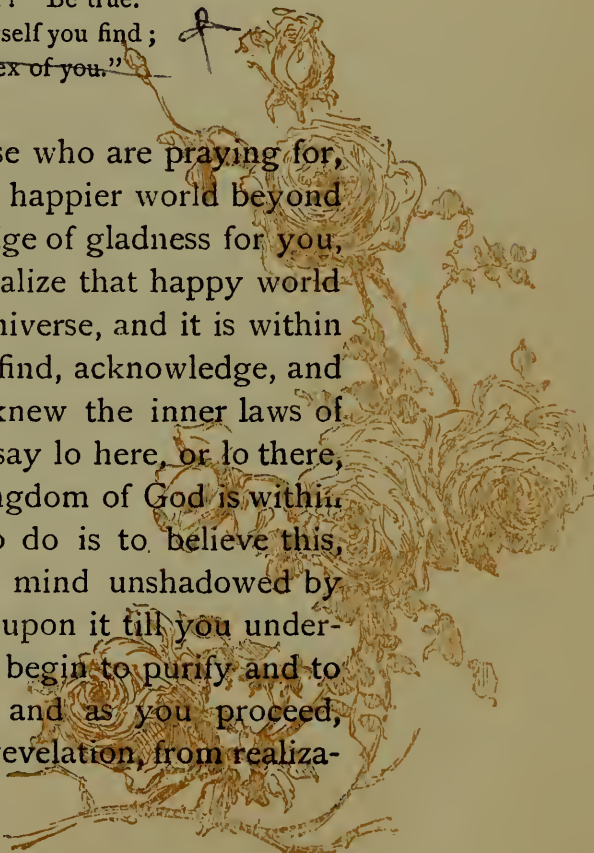 Be true.
self you find ;
ex of you.”
se who are praying for,
happier world beyond
ge of gladness for you,
alize that happy world
niverse, and it is within
find, acknowledge, and
knew the inner laws of
say lo here, or lo there,
ngdom of God is within
o do is to believe this,
mind unshadowed by
upon it till you under-
begin to purify and to
and as you proceed,
revelation, from realiza-